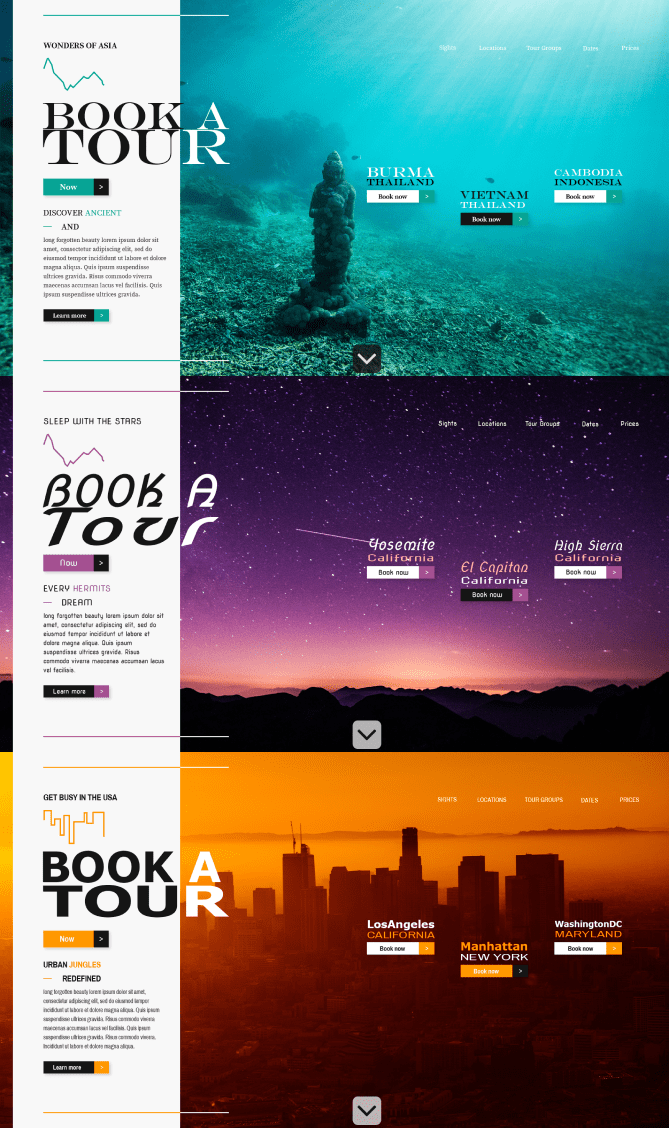 WONDERS OF ASIA
Sights Locations Tour Groups Dates Prices
BOOK A
TOUR
Now >
BURMA
THAILAND
Book now >
VIETNAM
THAILAND
Book now >
CAMBODIA
INDONESIA
Book now >
DISCOVER ANCIENT
AND
long forgotten beauty lorem ipsum dolor sit
amet, consectetur adipiscing elit, sed do
eiusmod tempor incididunt ut labore et dolore
magna aliqua. Quis ipsum suspendisse
ultrices gravida. Risus commodo viverra
maecenas accumsan lacus vel facilisis. Quis
ipsum suspendisse ultrices gravida.
Learn more >
SLEEP WITH THE STARS
Sights Locations Tour Groups Dates Prices
BOOK A
Tour
Now >
Yosemite
California
Book now >
El Capitan
California
Book now >
High Sierra
California
Book now >
EVERY HERMITS
DREAM
long forgotten beauty lorem ipsum dolor sit
amet, consectetur adipiscing elit, sed do
eiusmod tempor incididunt ut labore et
dolore magna aliqua. Quis ipsum
suspendisse ultrices gravida. Risus
commodo viverra maecenas accumsan lacus
vel facilisis.
Learn more >
GET BUSY IN THE USA
SIGHTS LOCATIONS TOUR GROUPS DATES PRICES
BOOK A
TOUR
Now >
LosAngeles
CALIFORNIA
Book now >
Manhattan
NEW YORK
Book now >
WashingtonDC
MARYLAND
Book now >
URBAN JUNGLES
REDEFINED
long forgotten beauty lorem ipsum dolor sit amet,
consectetur adipiscing elit, sed do eiusmod tempor
incididunt ut labore et dolore magna aliqua. Quis ipsum
suspendisse ultrices gravida. Risus commodo viverra,
maecenas accumsan lacus vel facilisis. Quis ipsum
suspendisse ultrices gravida. Risus commodo viverra,
incididunt ut labore et dolore magna aliqua.
Learn more >